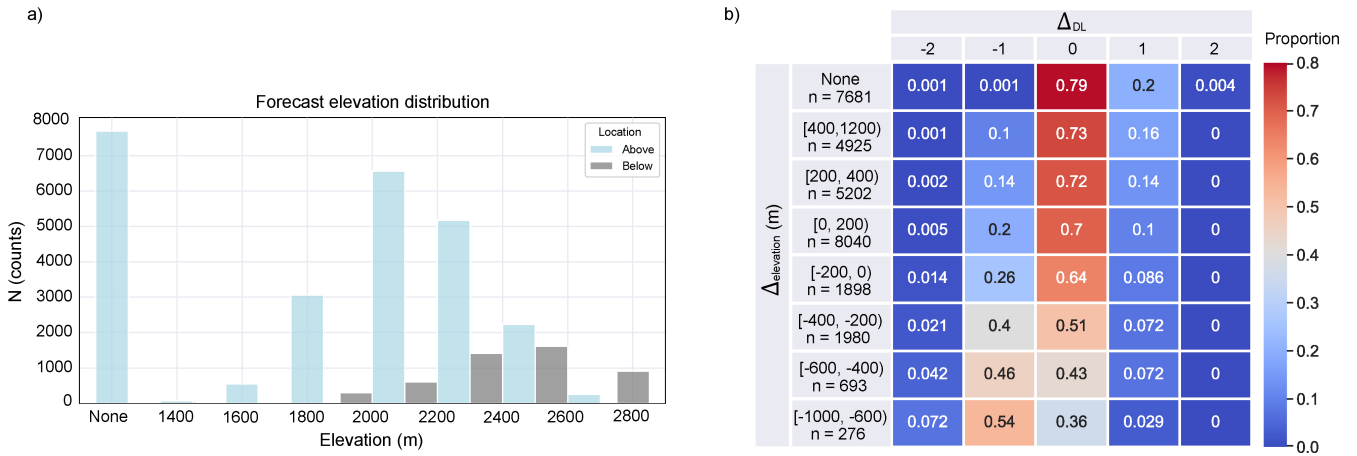 a)
Forecast elevation distribution
N (counts)
8000
7000
6000
5000
4000
3000
2000
1000
0
Location
Above
Below
None 1400 1600 1800 2000 2200 2400 2600 2800
Elevation (m)
b)
Δ_DL
-2 -1 0 1 2
Δ_elevation (m)
None
n = 7681
0.001 0.001 0.79 0.2 0.004
[400,1200)
n = 4925
0.001 0.1 0.73 0.16 0
[200, 400)
n = 5202
0.002 0.14 0.72 0.14 0
[0, 200)
n = 8040
0.005 0.2 0.7 0.1 0
[-200, 0)
n = 1898
0.014 0.26 0.64 0.086 0
[-400, -200)
n = 1980
0.021 0.4 0.51 0.072 0
[-600, -400)
n = 693
0.042 0.46 0.43 0.072 0
[-1000, -600)
n = 276
0.072 0.54 0.36 0.029 0
Proportion
0.8
0.7
0.6
0.5
0.4
0.3
0.2
0.1
0.0